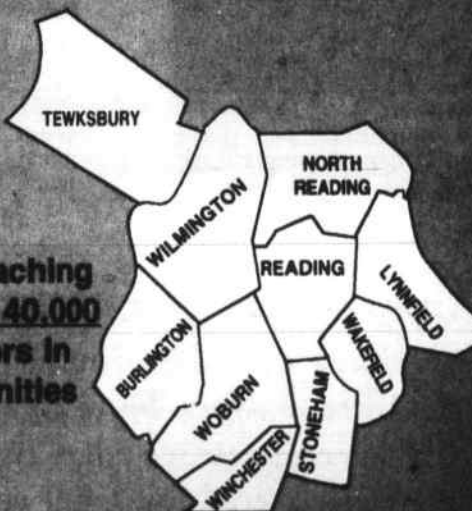 TEWKSBURY
NORTH
READING
WILMINGTON
READING
LYNNFIELD
aching
40,000
BURLINGTON
WAKEFIELD
rs in
nities
WOBURN
STONEHAM
WINCHESTER